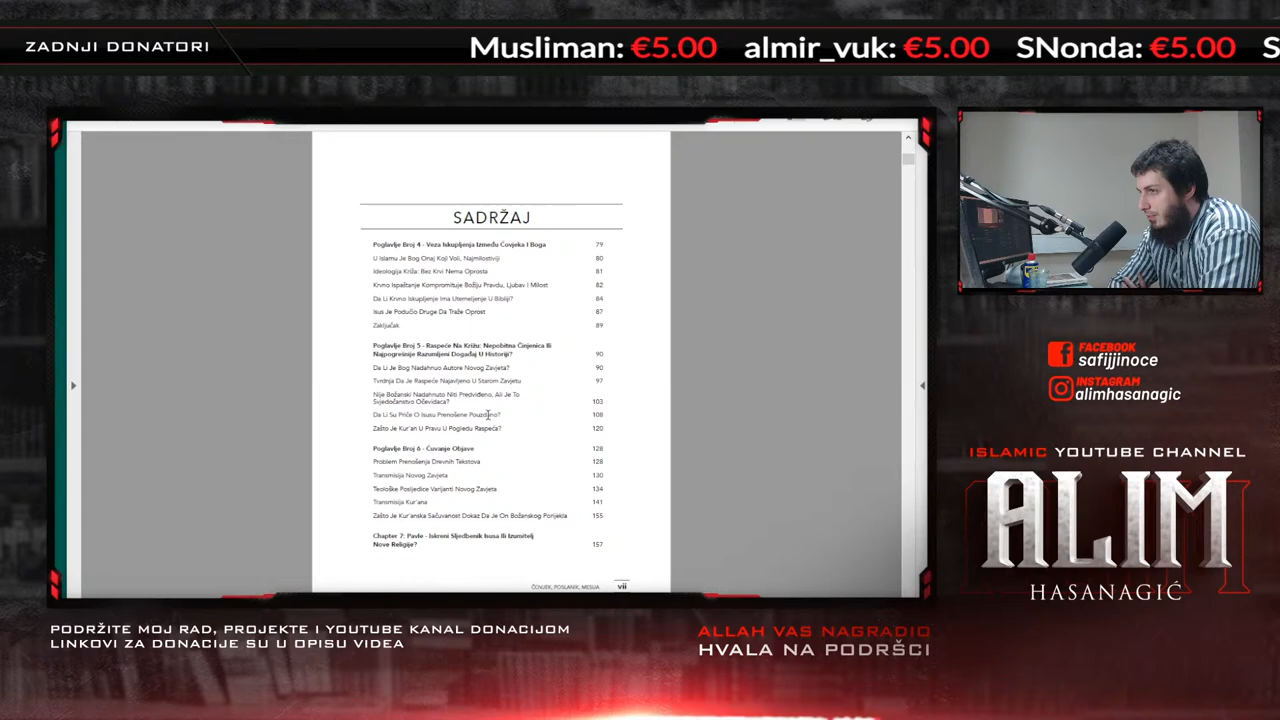 ZADNJI DONATORI
Musliman: €5.00 almir_vuk: €5.00 SNonda: €5.00 S
SADRŽAJ
Poglavlje Broj 4 - Veza Iskupljenja Između Čovjeka I Boga 79
U Islamu Je Bog Onaj Koji Voli, Najmilostiviji 80
Ideologija Križa: Bez Krvi Nema Oprosta 81
Krvno Ispaštanje Kompromituje Božiju Pravdu, Ljubav I Milost 82
Da Li Krvno Iskupljenje Ima Utemeljenje U Bibliji? 84
Isus Je Podučio Druge Da Traže Oprost 87
Zaključak 89
Poglavlje Broj 5 - Raspeće Na Križu: Nepobitna Činjenica Ili
Najpogrešnije Razumljeni Događaj U Historiji? 90
Da Li Je Bog Nadahnuo Autore Novog Zavjeta? 90
Tvrdnja Da Je Raspeće Najavljeno U Starom Zavjetu 97
Nije Božanski Nadahnuto Niti Predviđeno, Ali Je To
Svjedočanstvo Očevidaca? 103
Da Li Su Priče O Isusu Prenošene Pouzdano? 108
Zašto Je Kur'an U Pravu U Pogledu Raspeća? 120
Poglavlje Broj 6 - Čuvanje Objave 128
Problem Prenošenja Drevnih Tekstova 128
Transmisija Novog Zavjeta 130
Teološke Posljedice Varijanti Novog Zavjeta 134
Transmisija Kur'ana 141
Zašto Je Kur'anska Sačuvanost Dokaz Da Je On Božanskog Porijekla 155
Chapter 7: Pavle - Iskreni Sljedbenik Isusa Ili Izumitelj
Nove Religije? 157
ČOVJEK, POSLANIK, MESIJA vii
FACEBOOK
safijjinoce
INSTAGRAM
alimhasanagic
ISLAMIC YOUTUBE CHANNEL
ALIM
HASANAGIĆ
PODRŽITE MOJ RAD, PROJEKTE I YOUTUBE KANAL DONACIJOM
LINKOVI ZA DONACIJE SU U OPISU VIDEA
ALLAH VAS NAGRADIO
HVALA NA PODRŠCI